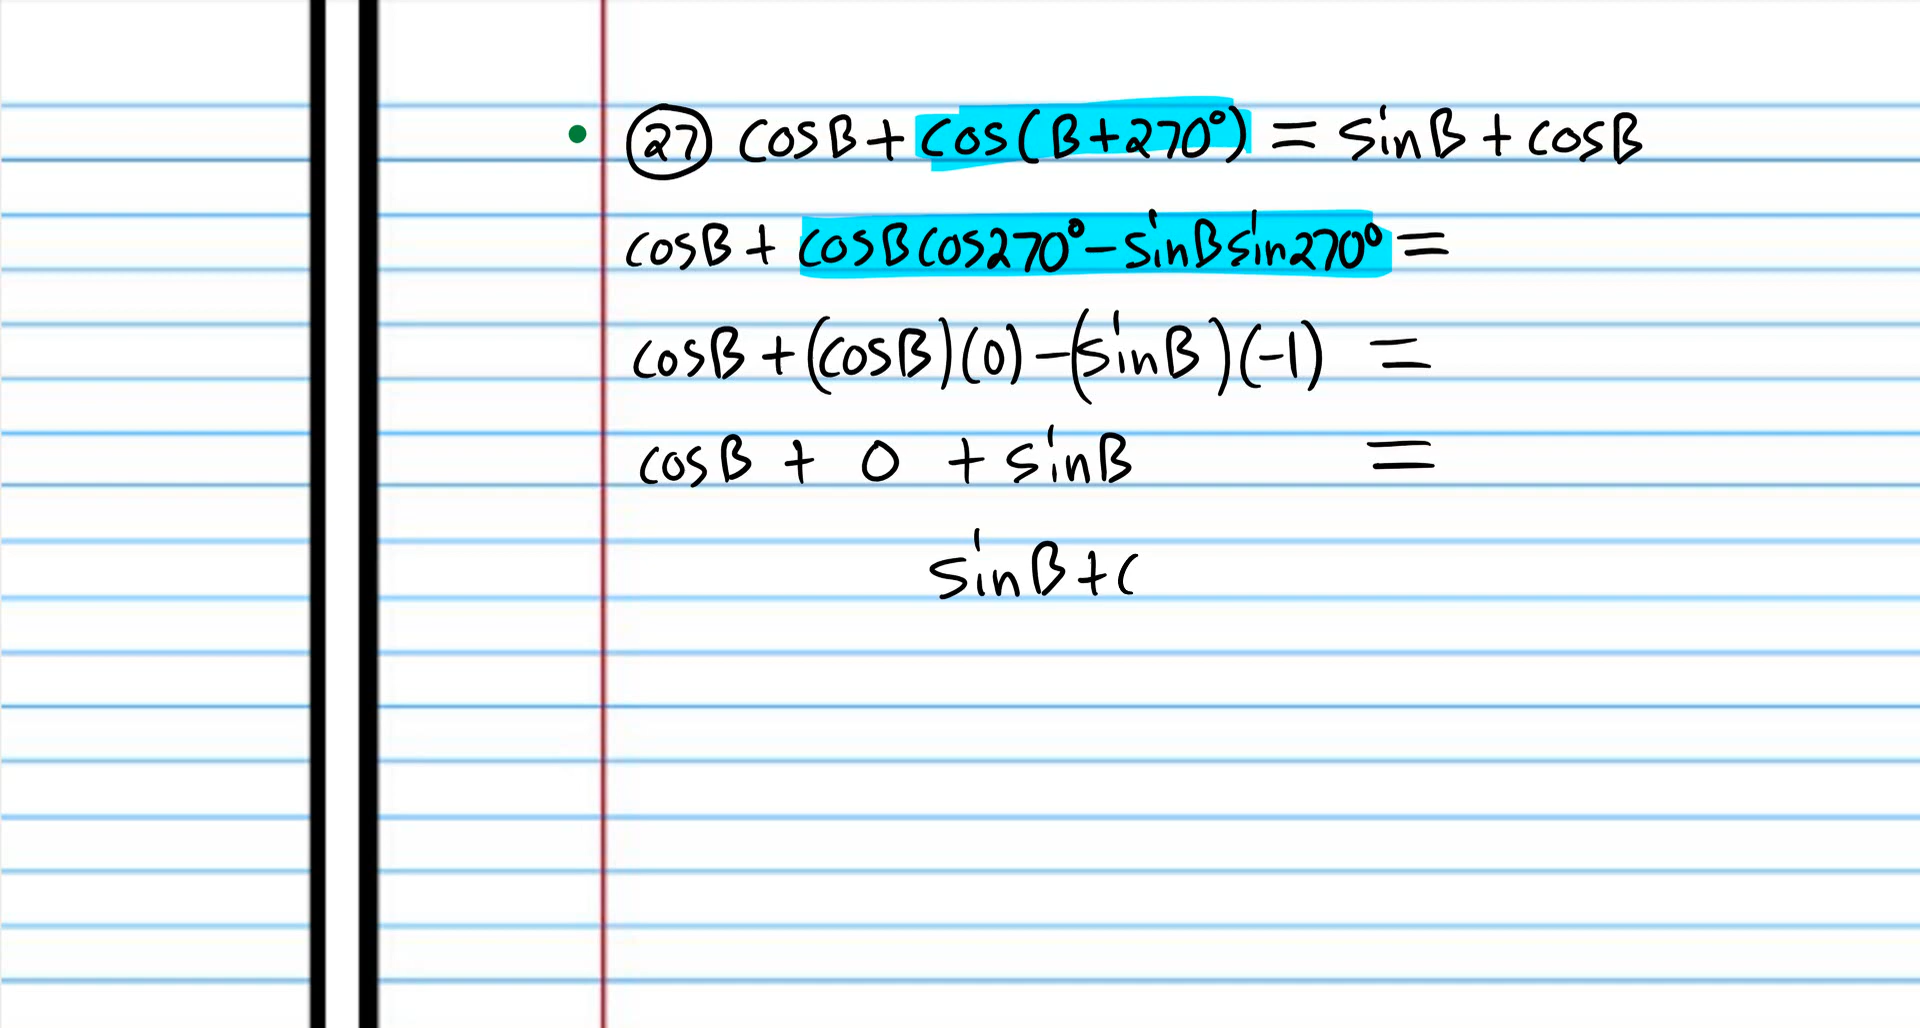 27 cosB + cos(B+270°) = sinB + cosB
cosB + cosBcos270° - sinBsin270° =
cosB + (cosB)(0) - (sinB)(-1) =
cosB + 0 + sinB =
sinB + c